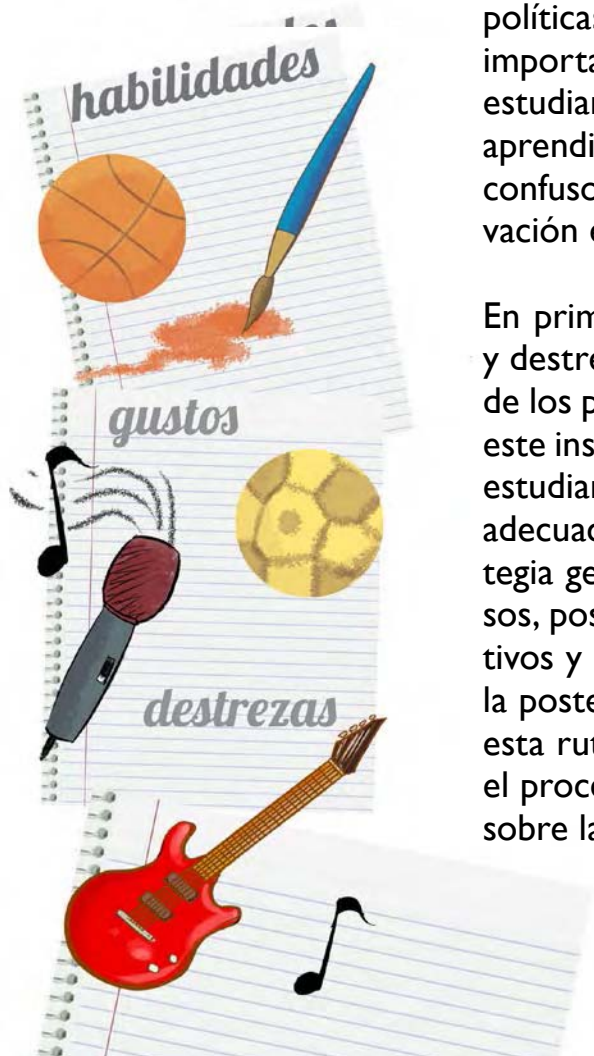 habilidades
gustos
destrezas
políticas
importa
estudiar
aprendi
confuso
vación
En prim
y destre
de los p
este ins
estudiar
adecuac
tegia ge
sos, pos
tivos y
la poste
esta rut
el proce
sobre la